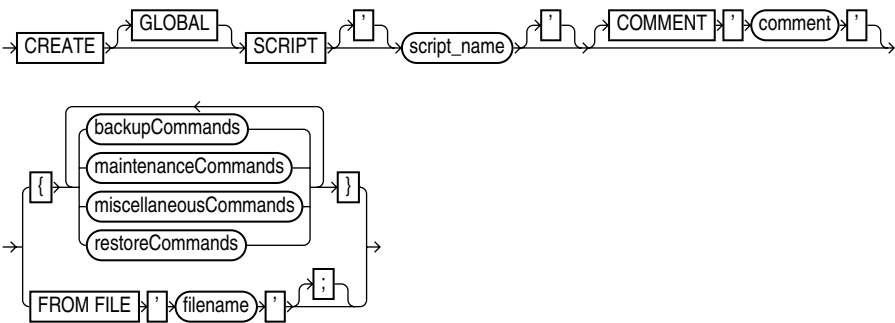 CREATE GLOBAL SCRIPT ' script_name ' COMMENT ' comment '
backupCommands
maintenanceCommands
{ }
miscellaneousCommands
restoreCommands
FROM FILE ' filename ' ;